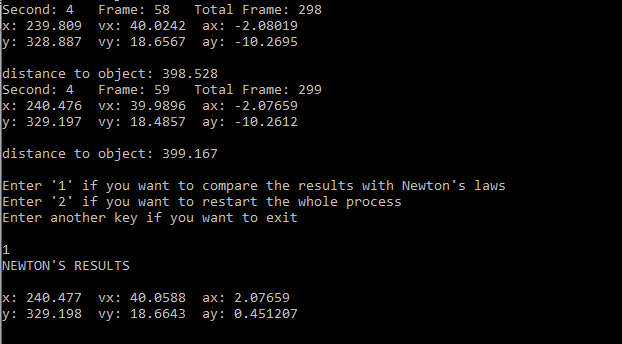 Second: 4   Frame: 58   Total Frame: 298
x: 239.809  vx: 40.0242  ax: -2.08019
y: 328.887  vy: 18.6567  ay: -10.2695

distance to object: 398.528
Second: 4   Frame: 59   Total Frame: 299
x: 240.476  vx: 39.9896  ax: -2.07659
y: 329.197  vy: 18.4857  ay: -10.2612

distance to object: 399.167

Enter '1' if you want to compare the results with Newton's laws
Enter '2' if you want to restart the whole process
Enter another key if you want to exit

1
NEWTON'S RESULTS

x: 240.477  vx: 40.0588  ax: 2.07659
y: 329.198  vy: 18.6643  ay: 0.451207